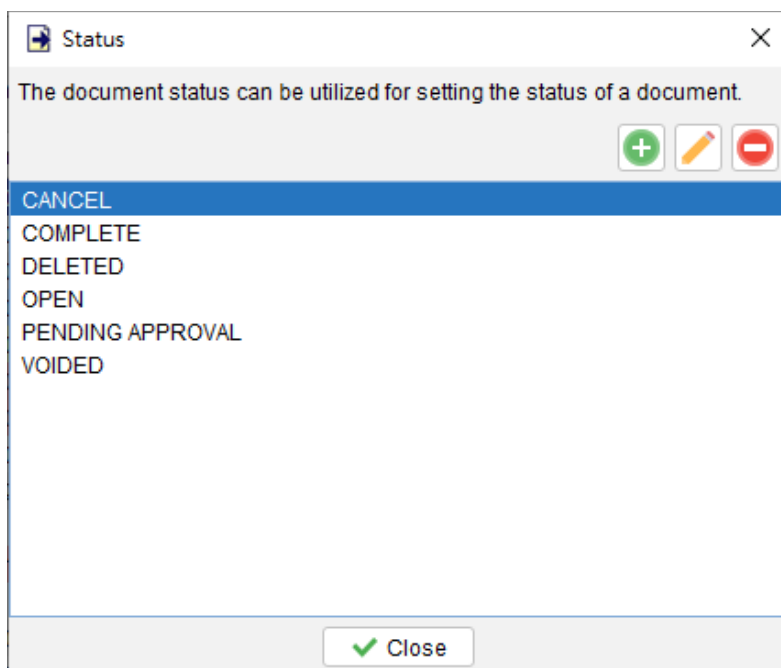 Status
The document status can be utilized for setting the status of a document.
CANCEL
COMPLETE
DELETED
OPEN
PENDING APPROVAL
VOIDED
Close